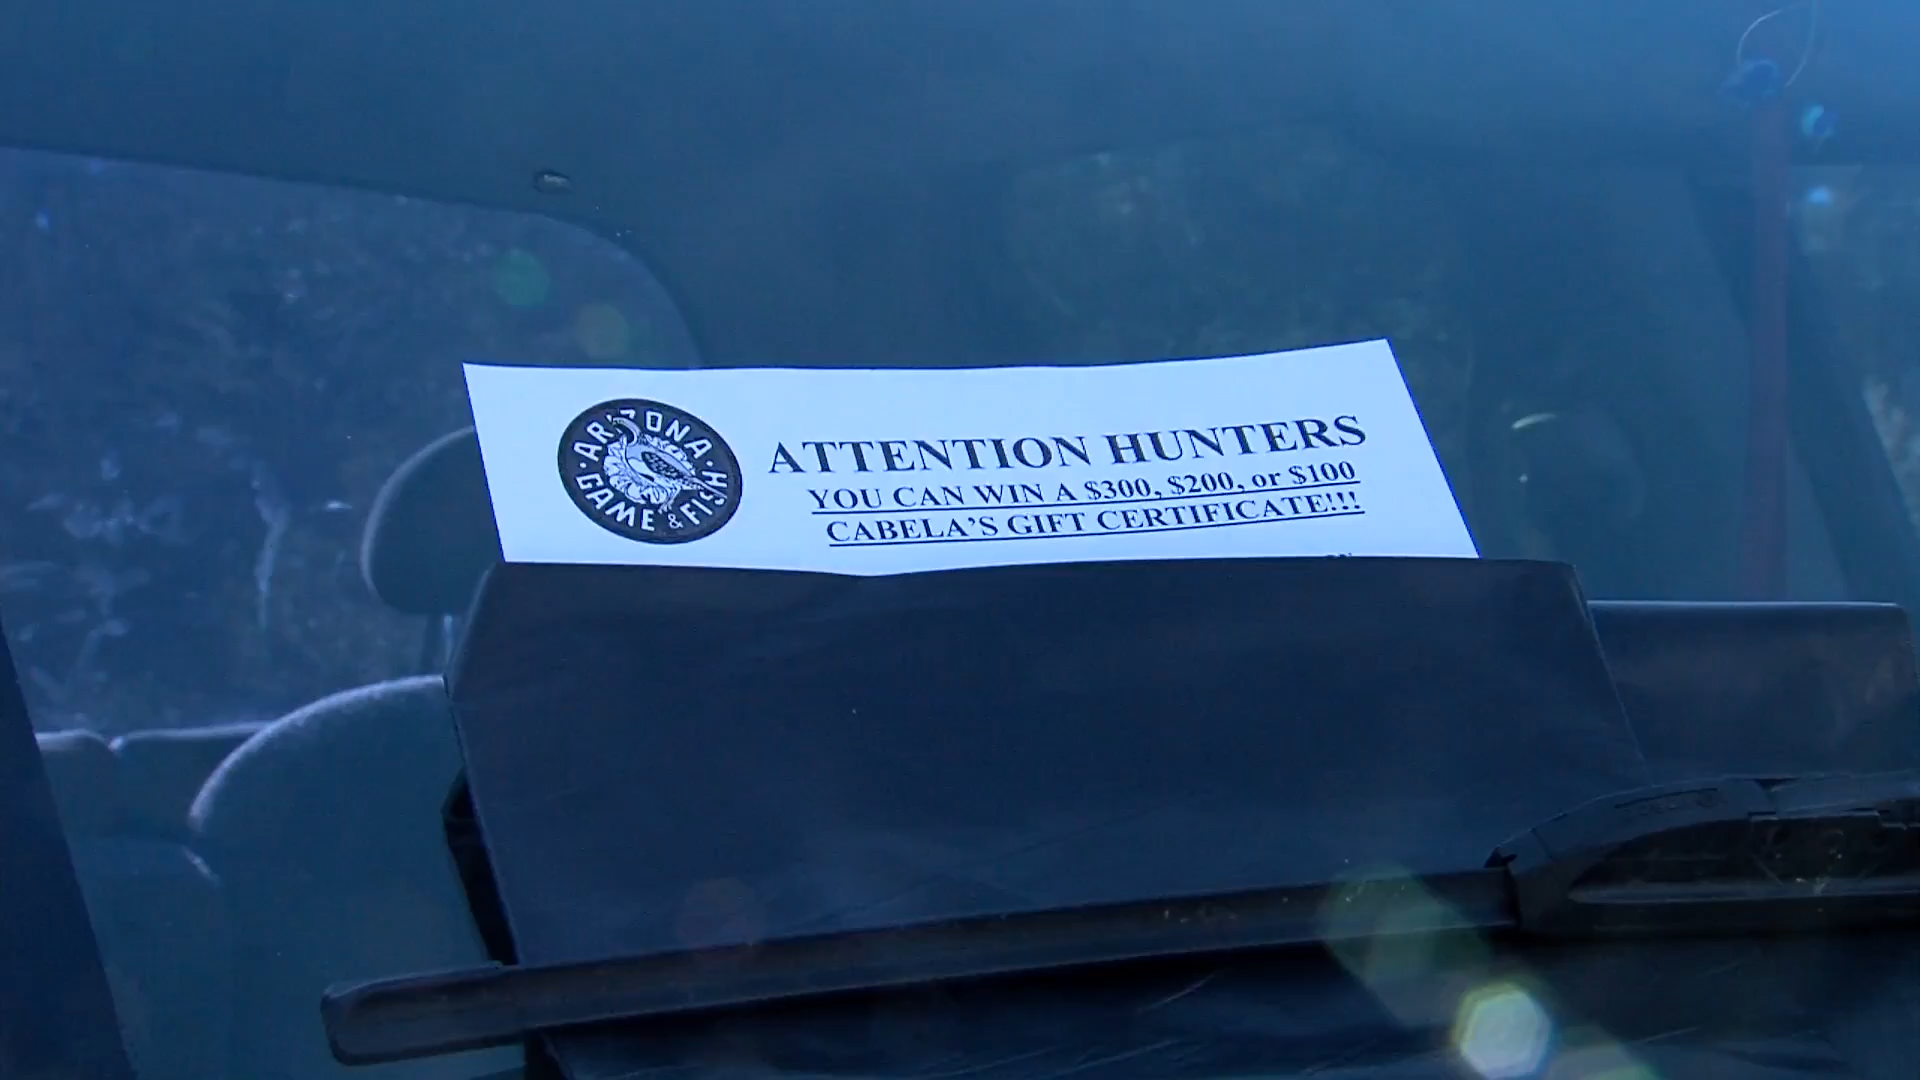 ARIZONA GAME & FISH
ATTENTION HUNTERS
YOU CAN WIN A $300, $200, or $100
CABELA'S GIFT CERTIFICATE!!!